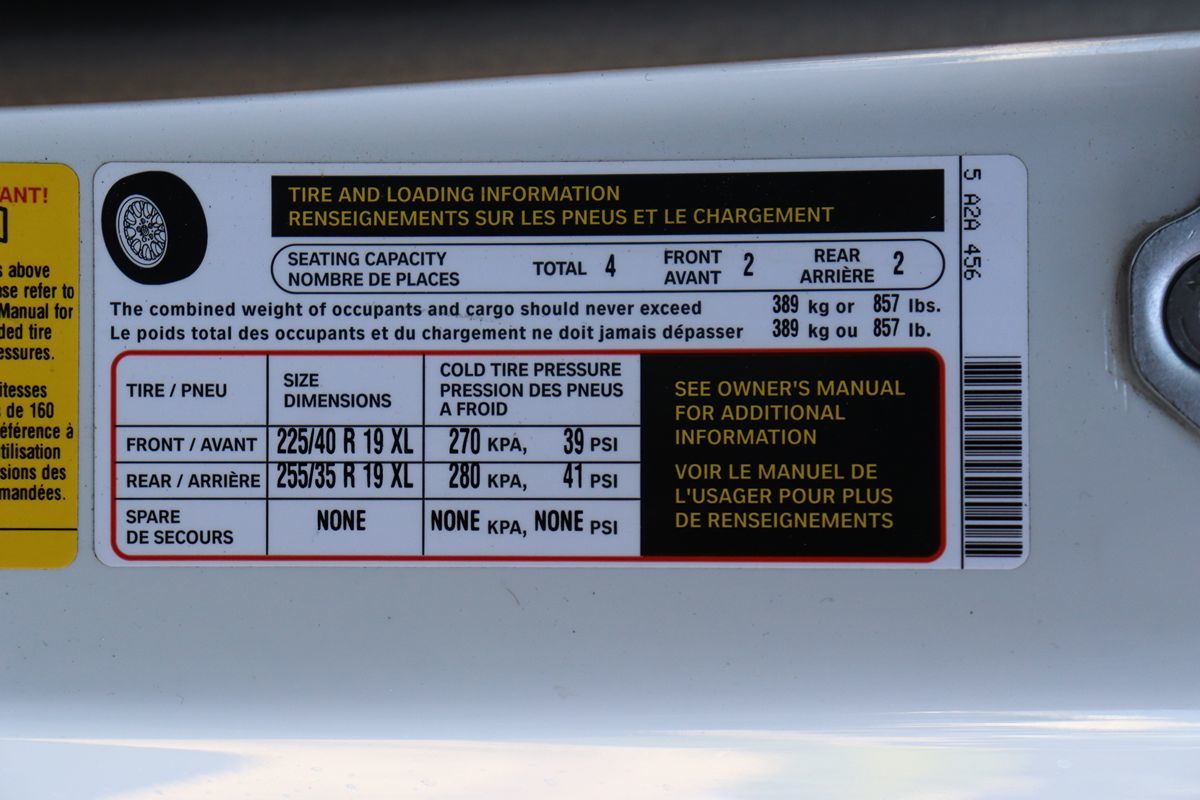 ANT!
s above
se refer to
Manual for
ded tire
essures.
itesses
s de 160
éférence à
tilisation
sions des
mandées.
TIRE AND LOADING INFORMATION
RENSEIGNEMENTS SUR LES PNEUS ET LE CHARGEMENT
SEATING CAPACITY
NOMBRE DE PLACES
TOTAL 4
FRONT
AVANT
2
REAR
ARRIÈRE
2
The combined weight of occupants and cargo should never exceed 389 kg or 857 lbs.
Le poids total des occupants et du chargement ne doit jamais dépasser 389 kg ou 857 lb.
TIRE / PNEU
SIZE
DIMENSIONS
COLD TIRE PRESSURE
PRESSION DES PNEUS
A FROID
FRONT / AVANT 225/40 R 19 XL 270 KPA, 39 PSI
REAR / ARRIÈRE 255/35 R 19 XL 280 KPA, 41 PSI
SPARE
DE SECOURS
NONE NONE KPA, NONE PSI
SEE OWNER'S MANUAL
FOR ADDITIONAL
INFORMATION
VOIR LE MANUEL DE
L'USAGER POUR PLUS
DE RENSEIGNEMENTS
5 A2A 456